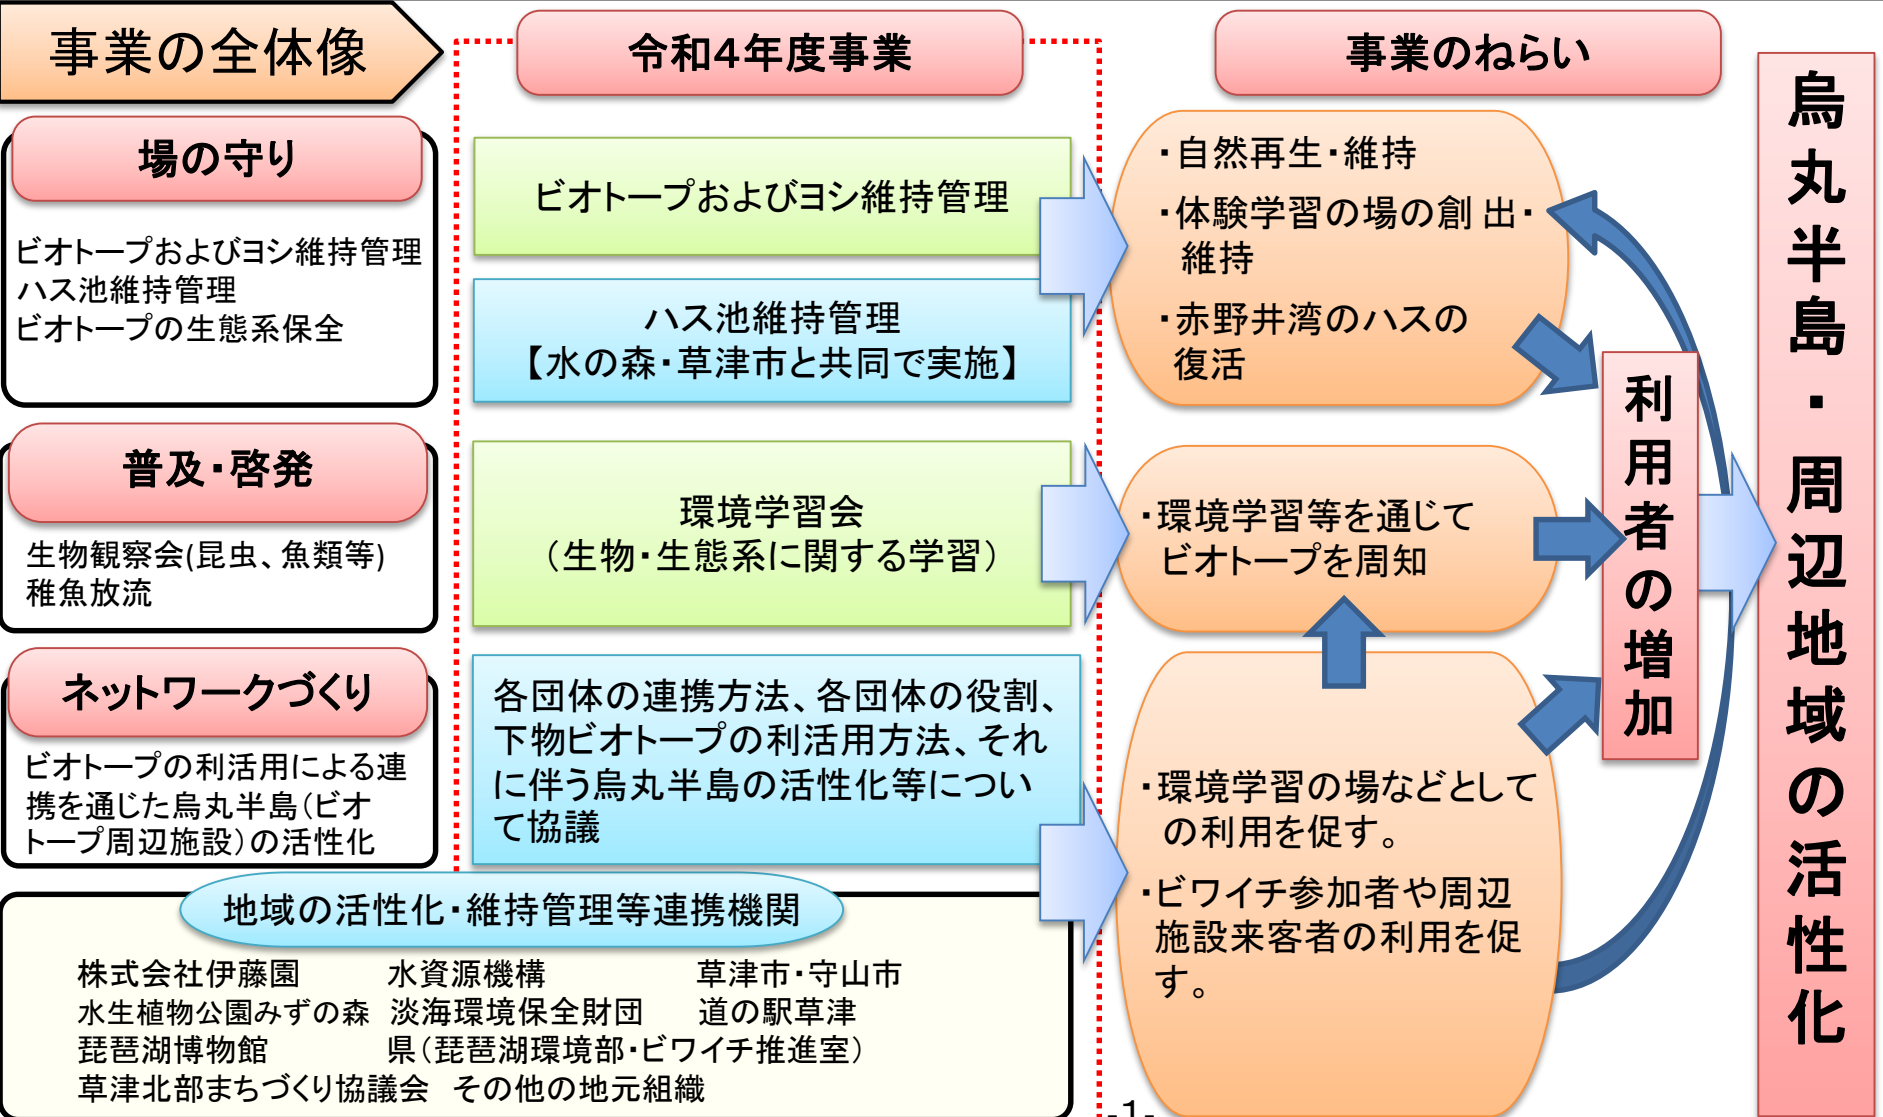 事業の全体像
令和4年度事業
事業のねらい
場の守り
ビオトープおよびヨシ維持管理
ハス池維持管理
ビオトープの生態系保全
ビオトープおよびヨシ維持管理
ハス池維持管理
【水の森・草津市と共同で実施】
・自然再生・維持
・体験学習の場の創 出・
維持
・赤野井湾のハスの
復活
普及・啓発
生物観察会(昆虫、魚類等)
稚魚放流
環境学習会
（生物・生態系に関する学習）
・環境学習等を通じて
ビオトープを周知
ネットワークづくり
ビオトープの利活用による連
携を通じた烏丸半島（ビオ
トープ周辺施設）の活性化
各団体の連携方法、各団体の役割、
下物ビオトープの利活用方法、それ
に伴う烏丸半島の活性化等につい
て協議
・環境学習の場などとして
の利用を促す。
・ビワイチ参加者や周辺
施設来客者の利用を促
す。
利用者の増加
烏丸半島・周辺地域の活性化
地域の活性化・維持管理等連携機関
株式会社伊藤園 水資源機構 草津市・守山市
水生植物公園みずの森 淡海環境保全財団 道の駅草津
琵琶湖博物館 県（琵琶湖環境部・ビワイチ推進室）
草津北部まちづくり協議会 その他の地元組織
-1-